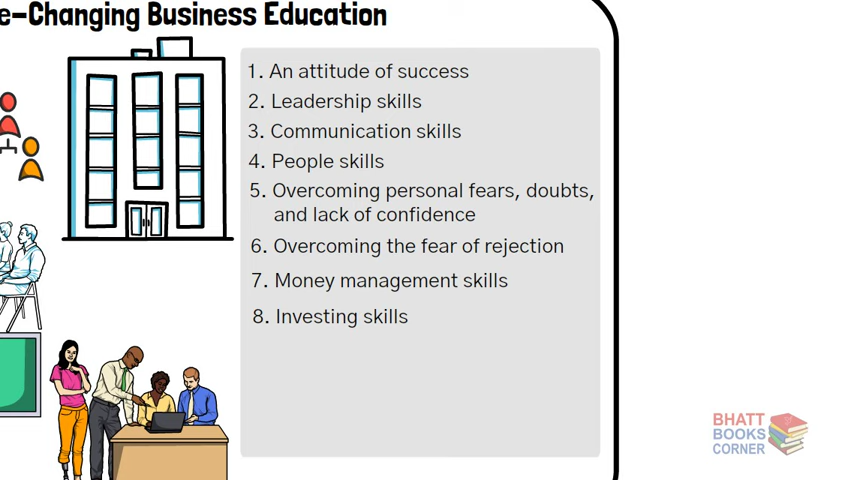 e-Changing Business Education
1. An attitude of success
2. Leadership skills
3. Communication skills
4. People skills
5. Overcoming personal fears, doubts,
and lack of confidence
6. Overcoming the fear of rejection
7. Money management skills
8. Investing skills
BHATT
BOOKS
CORNER